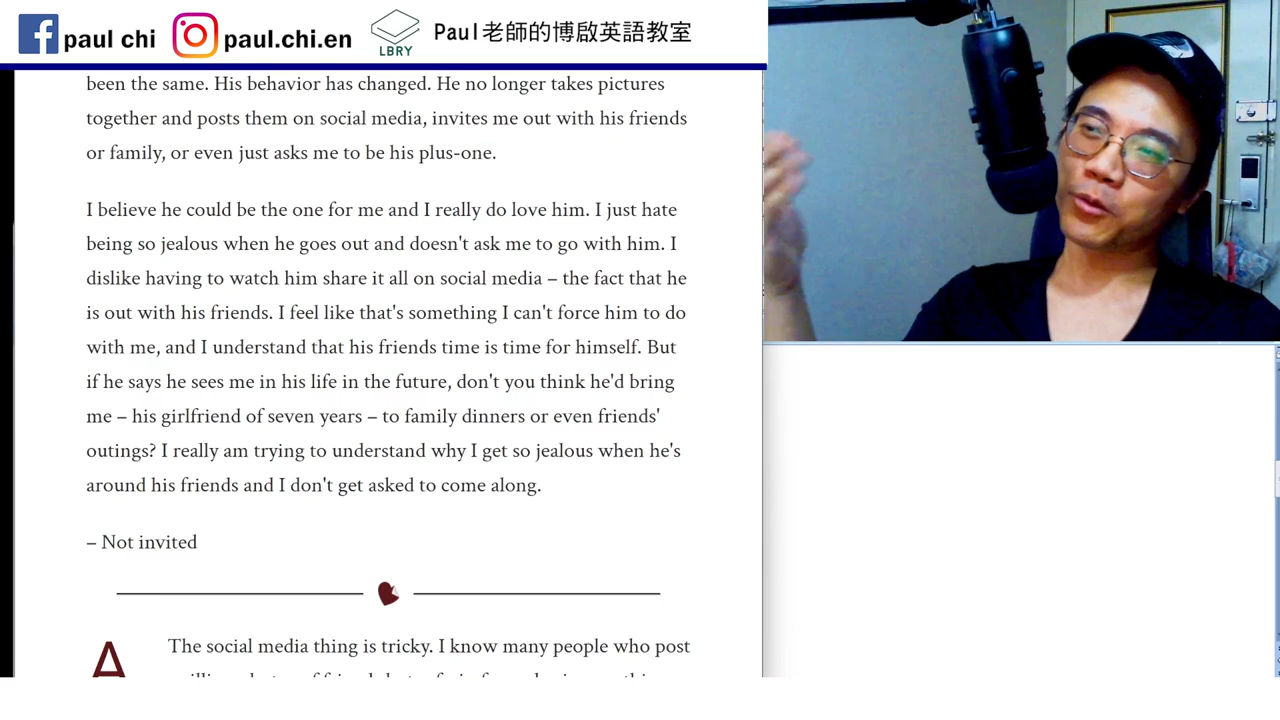 paul chi
paul.chi.en
LBRY
Paul老師的博啟英語教室
been the same. His behavior has changed. He no longer takes pictures
together and posts them on social media, invites me out with his friends
or family, or even just asks me to be his plus-one.
I believe he could be the one for me and I really do love him. I just hate
being so jealous when he goes out and doesn't ask me to go with him. I
dislike having to watch him share it all on social media – the fact that he
is out with his friends. I feel like that's something I can't force him to do
with me, and I understand that his friends time is time for himself. But
if he says he sees me in his life in the future, don't you think he'd bring
me – his girlfriend of seven years – to family dinners or even friends'
outings? I really am trying to understand why I get so jealous when he's
around his friends and I don't get asked to come along.
– Not invited
A The social media thing is tricky. I know many people who post